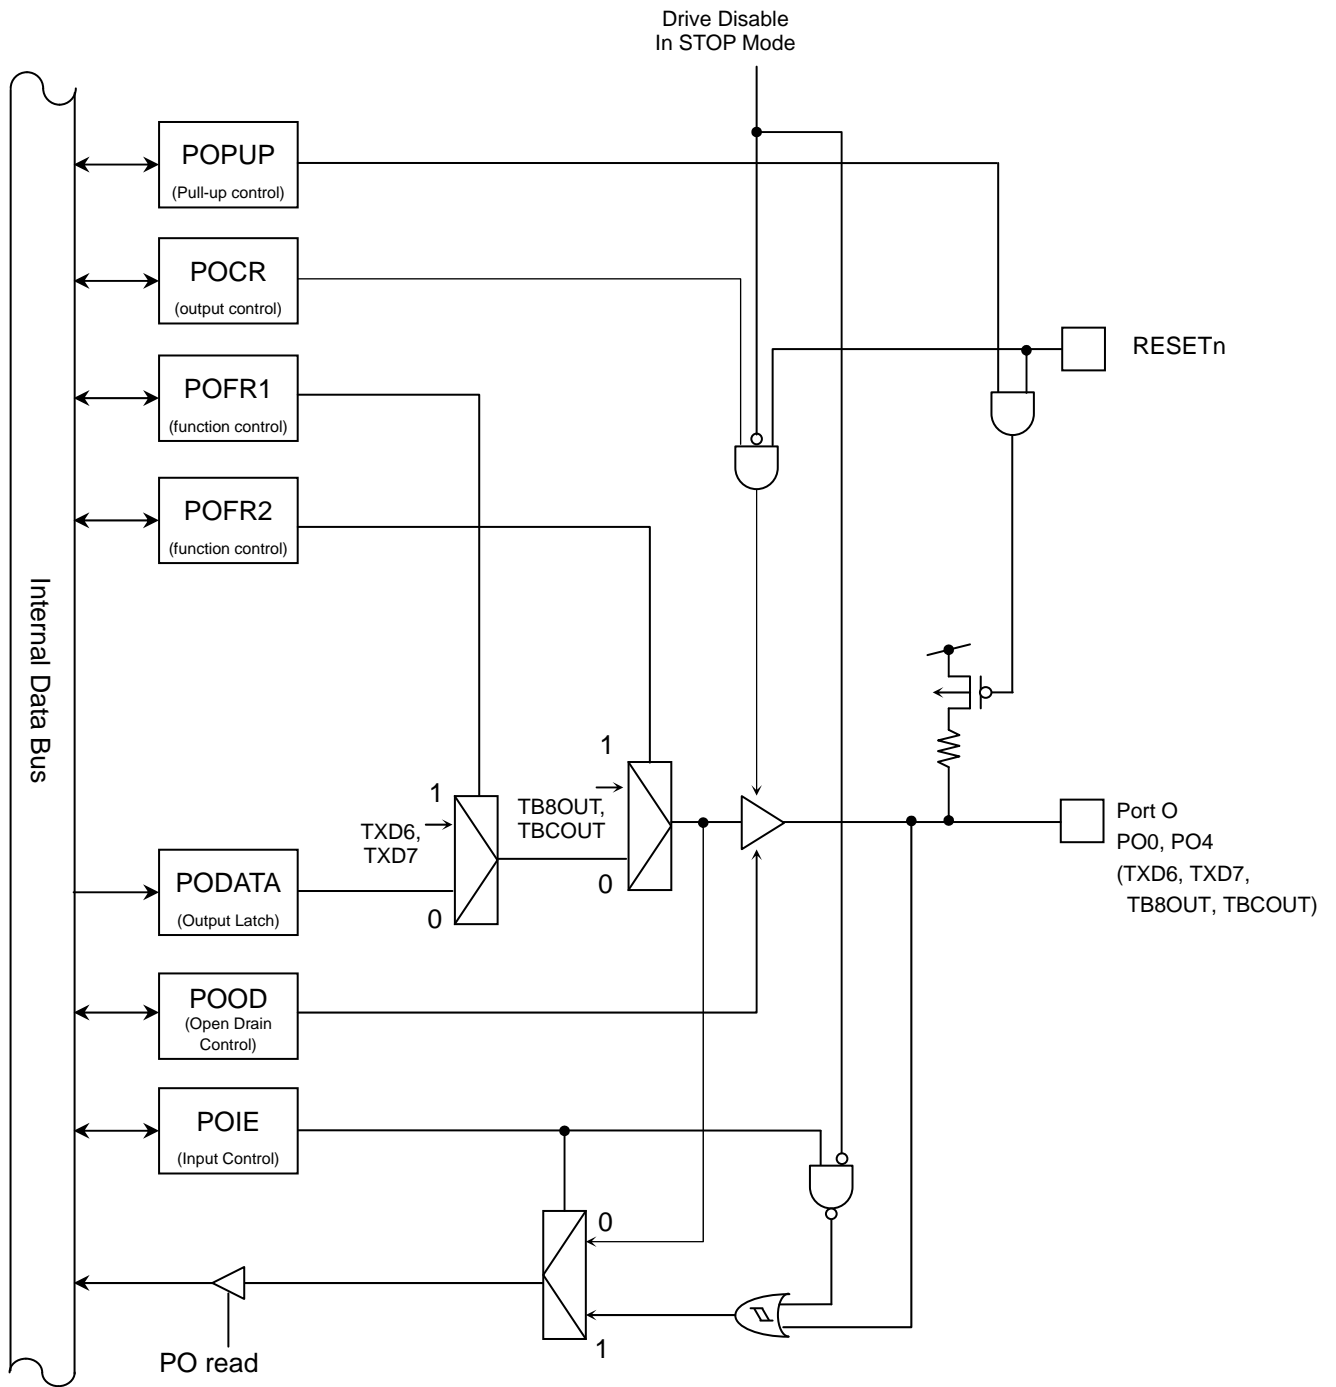 Drive Disable
In STOP Mode
POPUP
(Pull-up control)
POCR
(output control)
RESETn
POFR1
(function control)
POFR2
(function control)
Internal Data Bus
1
1
TB8OUT,
TBCOUT
TXD6,
TXD7
0
0
Port O
PO0, PO4
(TXD6, TXD7,
TB8OUT, TBCOUT)
PODATA
(Output Latch)
POOD
(Open Drain
Control)
POIE
(Input Control)
0
1
PO read